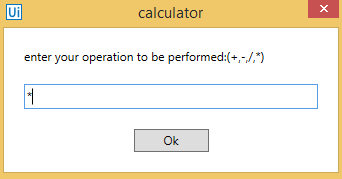 Ui
calculator
enter your operation to be performed:(+,-,/,*)
*
Ok